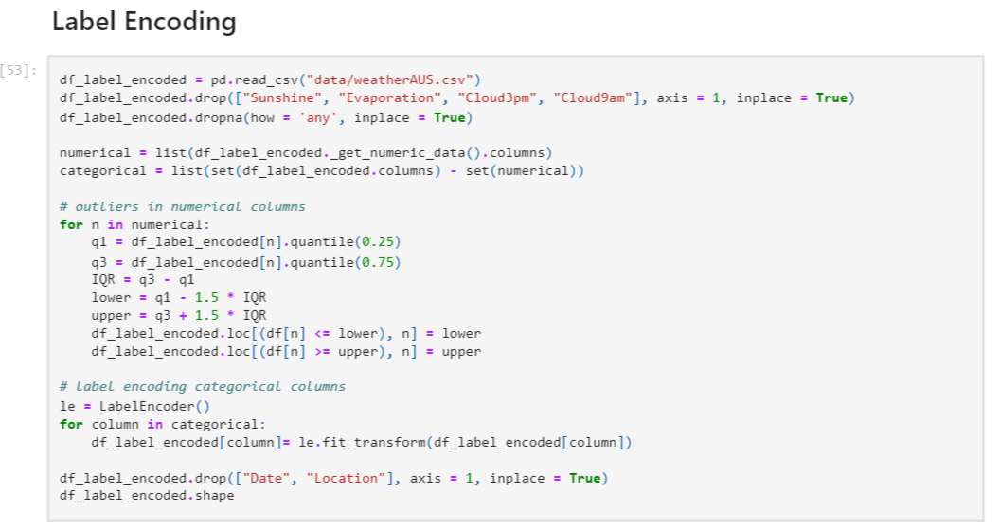 Label Encoding
[53]:
df_label_encoded = pd.read_csv("data/weatherAUS.csv")
df_label_encoded.drop(["Sunshine", "Evaporation", "Cloud3pm", "Cloud9am"], axis = 1, inplace = True)
df_label_encoded.dropna(how = 'any', inplace = True)
numerical = list(df_label_encoded._get_numeric_data().columns)
categorical = list(set(df_label_encoded.columns) - set(numerical))
# outliers in numerical columns
for n in numerical:
    q1 = df_label_encoded[n].quantile(0.25)
    q3 = df_label_encoded[n].quantile(0.75)
    IQR = q3 - q1
    lower = q1 - 1.5 * IQR
    upper = q3 + 1.5 * IQR
    df_label_encoded.loc[(df[n] <= lower), n] = lower
    df_label_encoded.loc[(df[n] >= upper), n] = upper
# label encoding categorical columns
le = LabelEncoder()
for column in categorical:
    df_label_encoded[column]= le.fit_transform(df_label_encoded[column])
df_label_encoded.drop(["Date", "Location"], axis = 1, inplace = True)
df_label_encoded.shape